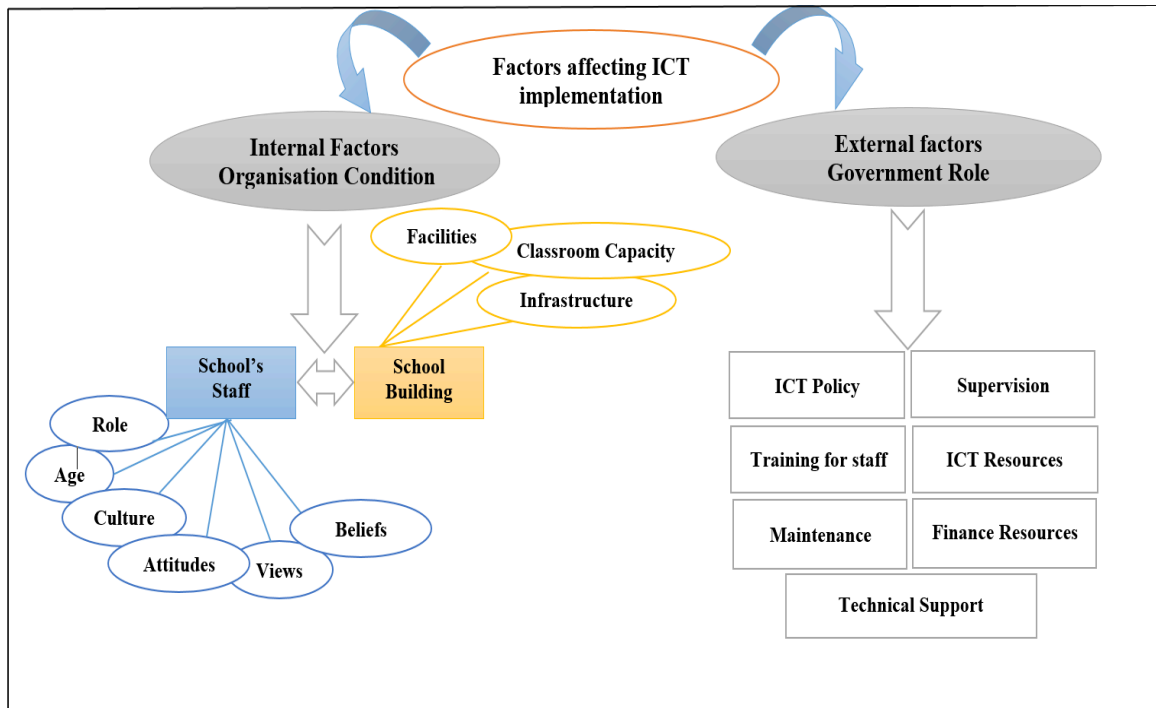 Factors affecting ICT
implementation
Internal Factors
Organisation Condition
External factors
Government Role
Facilities
Classroom Capacity
Infrastructure
School’s
Staff
School
Building
Role
Age
Culture
Attitudes
Views
Beliefs
ICT Policy
Supervision
Training for staff
ICT Resources
Maintenance
Finance Resources
Technical Support